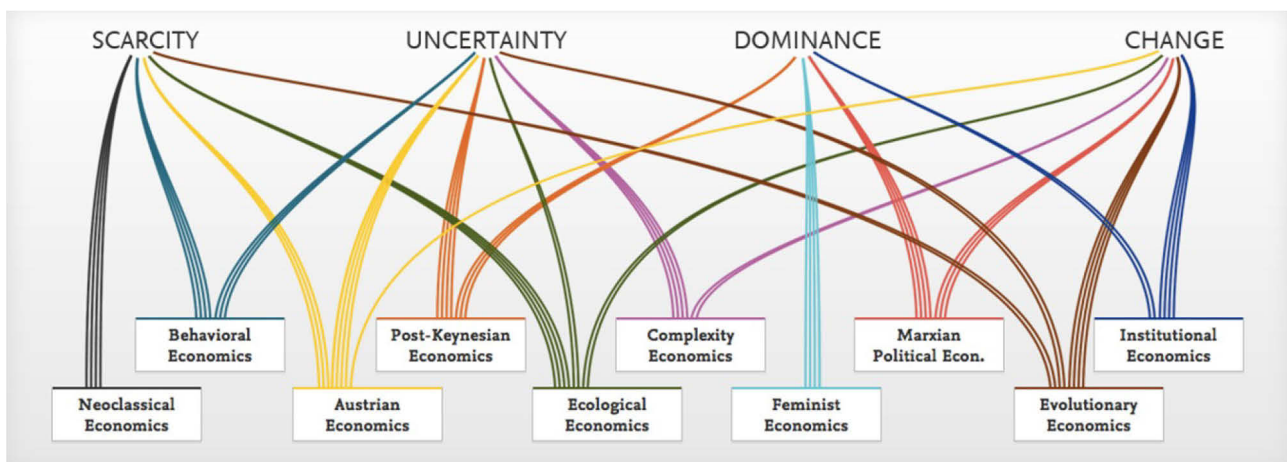 SCARCITY UNCERTAINTY DOMINANCE CHANGE
Behavioral
Economics
Post-Keynesian
Economics
Complexity
Economics
Marxian
Political Econ.
Institutional
Economics
Neoclassical
Economics
Austrian
Economics
Ecological
Economics
Feminist
Economics
Evolutionary
Economics